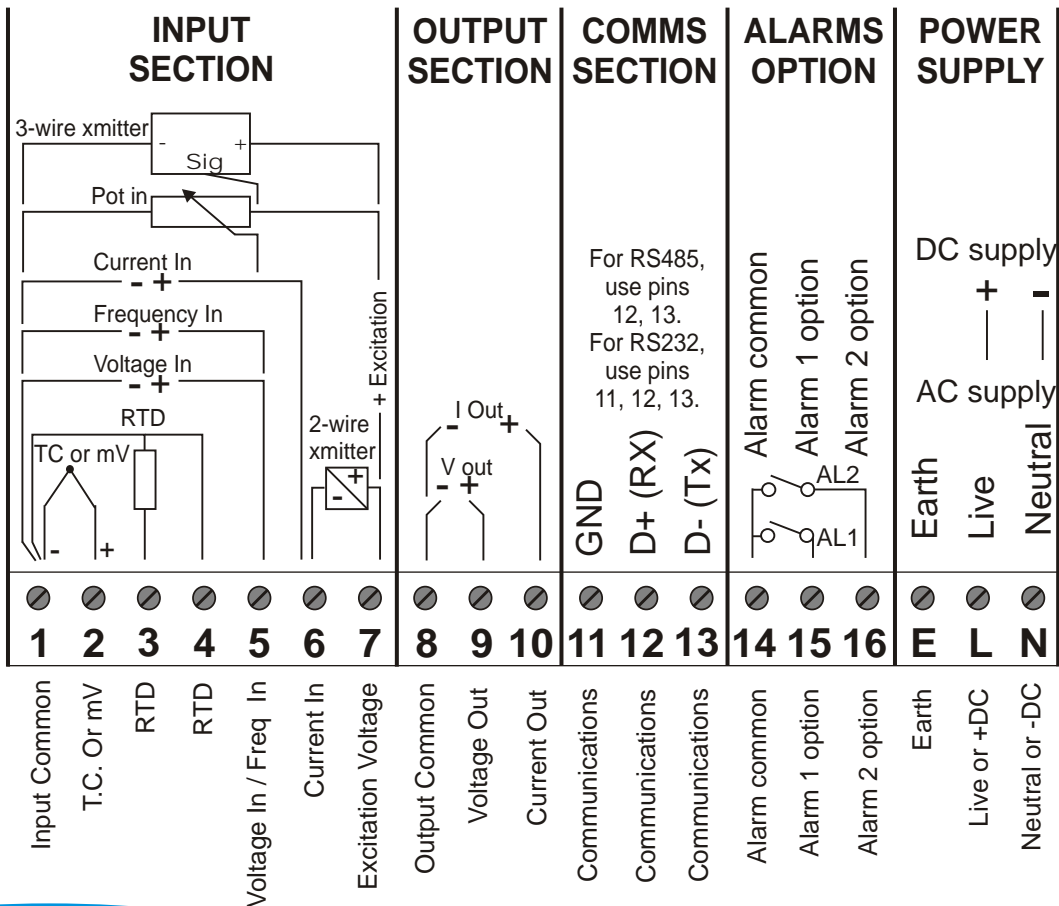 INPUT
SECTION
OUTPUT
SECTION
COMMS
SECTION
ALARMS
OPTION
POWER
SUPPLY
3-wire xmitter
- +
Sig
Pot in
Current In
- +
Frequency In
- +
Voltage In
- +
RTD
TC or mV
- +
2-wire
xmitter
+
-
+ Excitation
I Out
- +
V out
- +
For RS485,
use pins
12, 13.
For RS232,
use pins
11, 12, 13.
GND
D+ (RX)
D- (Tx)
Alarm common
Alarm 1 option
Alarm 2 option
AL2
AL1
DC supply
+ -
AC supply
Earth
Live
Neutral
1 2 3 4 5 6 7 8 9 10 11 12 13 14 15 16 E L N
Input Common
T.C. Or mV
RTD
RTD
Voltage In / Freq In
Current In
Excitation Voltage
Output Common
Voltage Out
Current Out
Communications
Communications
Communications
Alarm common
Alarm 1 option
Alarm 2 option
Earth
Live or +DC
Neutral or -DC